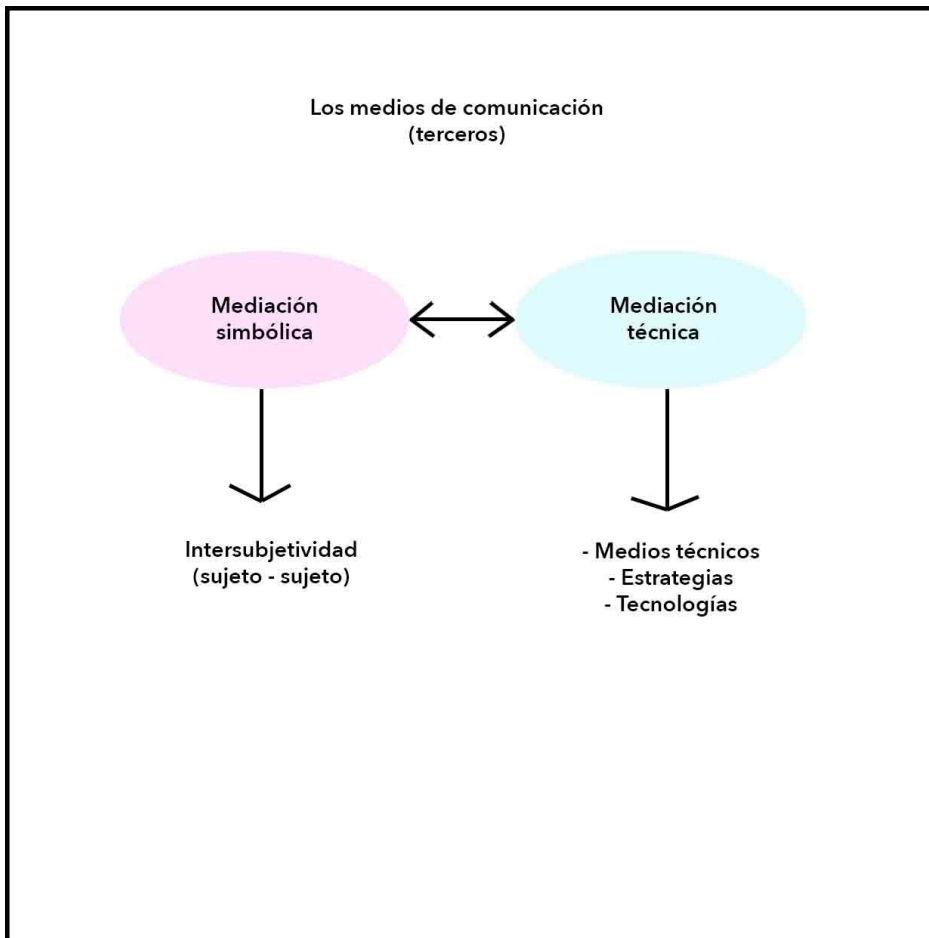 Los medios de comunicación
(terceros)
Mediación
simbólica
Mediación
técnica
Intersubjetividad
(sujeto - sujeto)
- Medios técnicos
- Estrategias
- Tecnologías